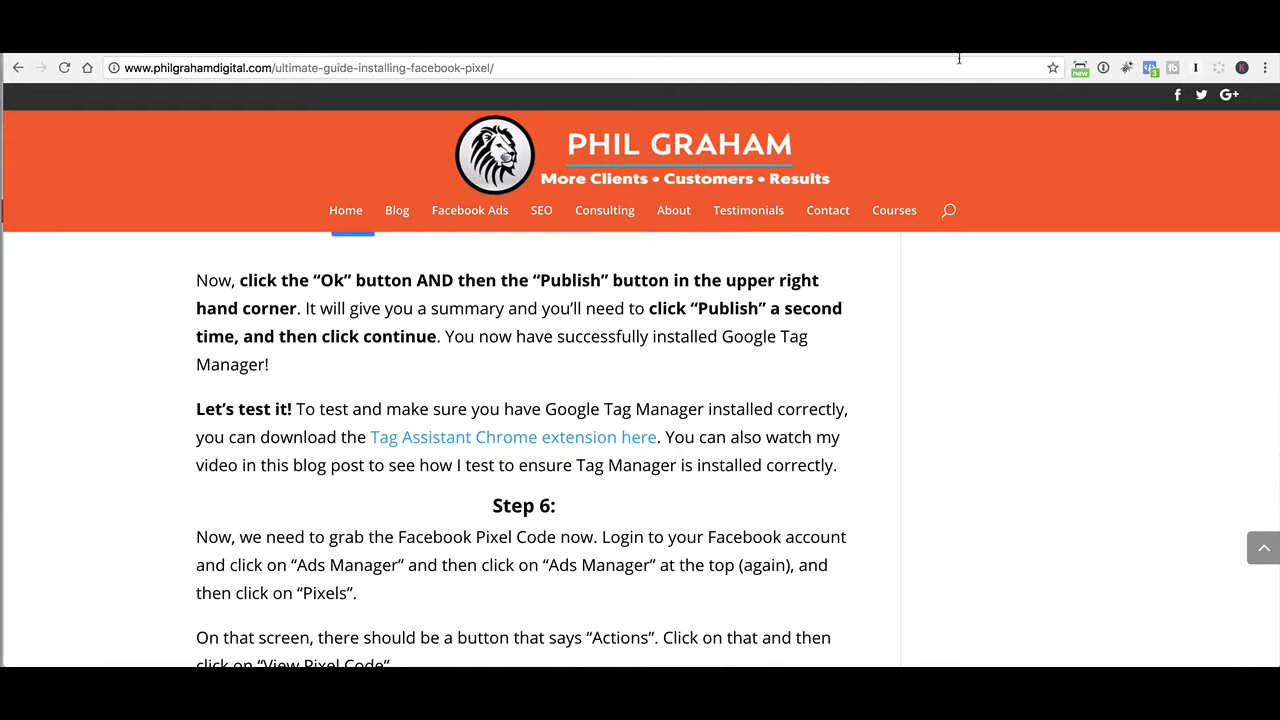 www.philgrahamdigital.com/ultimate-guide-installing-facebook-pixel/
new
3
K
G+
PHIL GRAHAM
More Clients • Customers • Results
Home Blog Facebook Ads SEO Consulting About Testimonials Contact Courses
Now, click the “Ok” button AND then the “Publish” button in the upper right
hand corner. It will give you a summary and you’ll need to click “Publish” a second
time, and then click continue. You now have successfully installed Google Tag
Manager!
Let’s test it! To test and make sure you have Google Tag Manager installed correctly,
you can download the Tag Assistant Chrome extension here. You can also watch my
video in this blog post to see how I test to ensure Tag Manager is installed correctly.
Step 6:
Now, we need to grab the Facebook Pixel Code now. Login to your Facebook account
and click on “Ads Manager” and then click on “Ads Manager” at the top (again), and
then click on “Pixels”.
On that screen, there should be a button that says “Actions”. Click on that and then
click on “View Pixel Code”